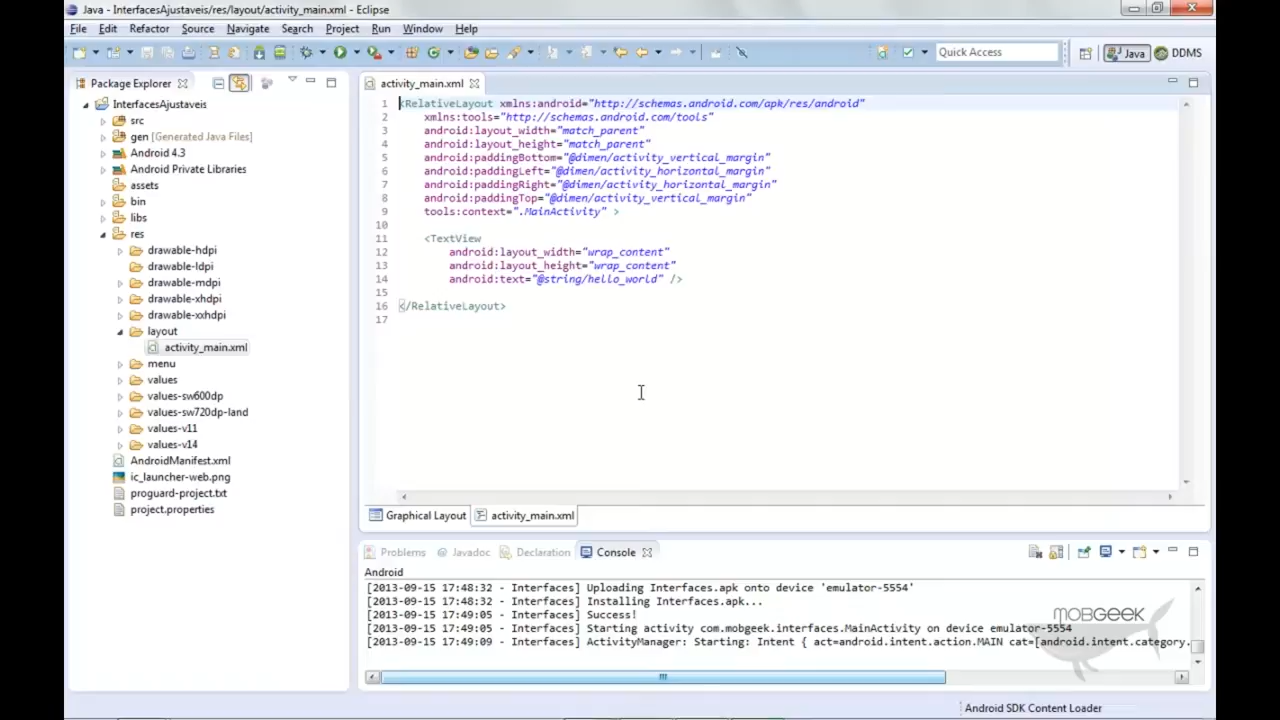 Java - InterfacesAjustaveis/res/layout/activity_main.xml - Eclipse
File Edit Refactor Source Navigate Search Project Run Window Help
Quick Access
Java
DDMS
Package Explorer
InterfacesAjustaveis
src
gen [Generated Java Files]
Android 4.3
Android Private Libraries
assets
bin
libs
res
drawable-hdpi
drawable-ldpi
drawable-mdpi
drawable-xhdpi
drawable-xxhdpi
layout
activity_main.xml
menu
values
values-sw600dp
values-sw720dp-land
values-v11
values-v14
AndroidManifest.xml
ic_launcher-web.png
proguard-project.txt
project.properties
activity_main.xml
1 <RelativeLayout xmlns:android="http://schemas.android.com/apk/res/android"
2 xmlns:tools="http://schemas.android.com/tools"
3 android:layout_width="match_parent"
4 android:layout_height="match_parent"
5 android:paddingBottom="@dimen/activity_vertical_margin"
6 android:paddingLeft="@dimen/activity_horizontal_margin"
7 android:paddingRight="@dimen/activity_horizontal_margin"
8 android:paddingTop="@dimen/activity_vertical_margin"
9 tools:context=".MainActivity" >
10
11 <TextView
12 android:layout_width="wrap_content"
13 android:layout_height="wrap_content"
14 android:text="@string/hello_world" />
15
16 </RelativeLayout>
17
Graphical Layout activity_main.xml
Problems Javadoc Declaration Console
Android
[2013-09-15 17:48:32 - Interfaces] Uploading Interfaces.apk onto device 'emulator-5554'
[2013-09-15 17:48:32 - Interfaces] Installing Interfaces.apk...
[2013-09-15 17:49:05 - Interfaces] Success!
[2013-09-15 17:49:05 - Interfaces] Starting activity com.mobgeek.interfaces.MainActivity on device emulator-5554
[2013-09-15 17:49:09 - Interfaces] ActivityManager: Starting: Intent { act=android.intent.action.MAIN cat=[android.intent.category.
MOBGEEK
Android SDK Content Loader